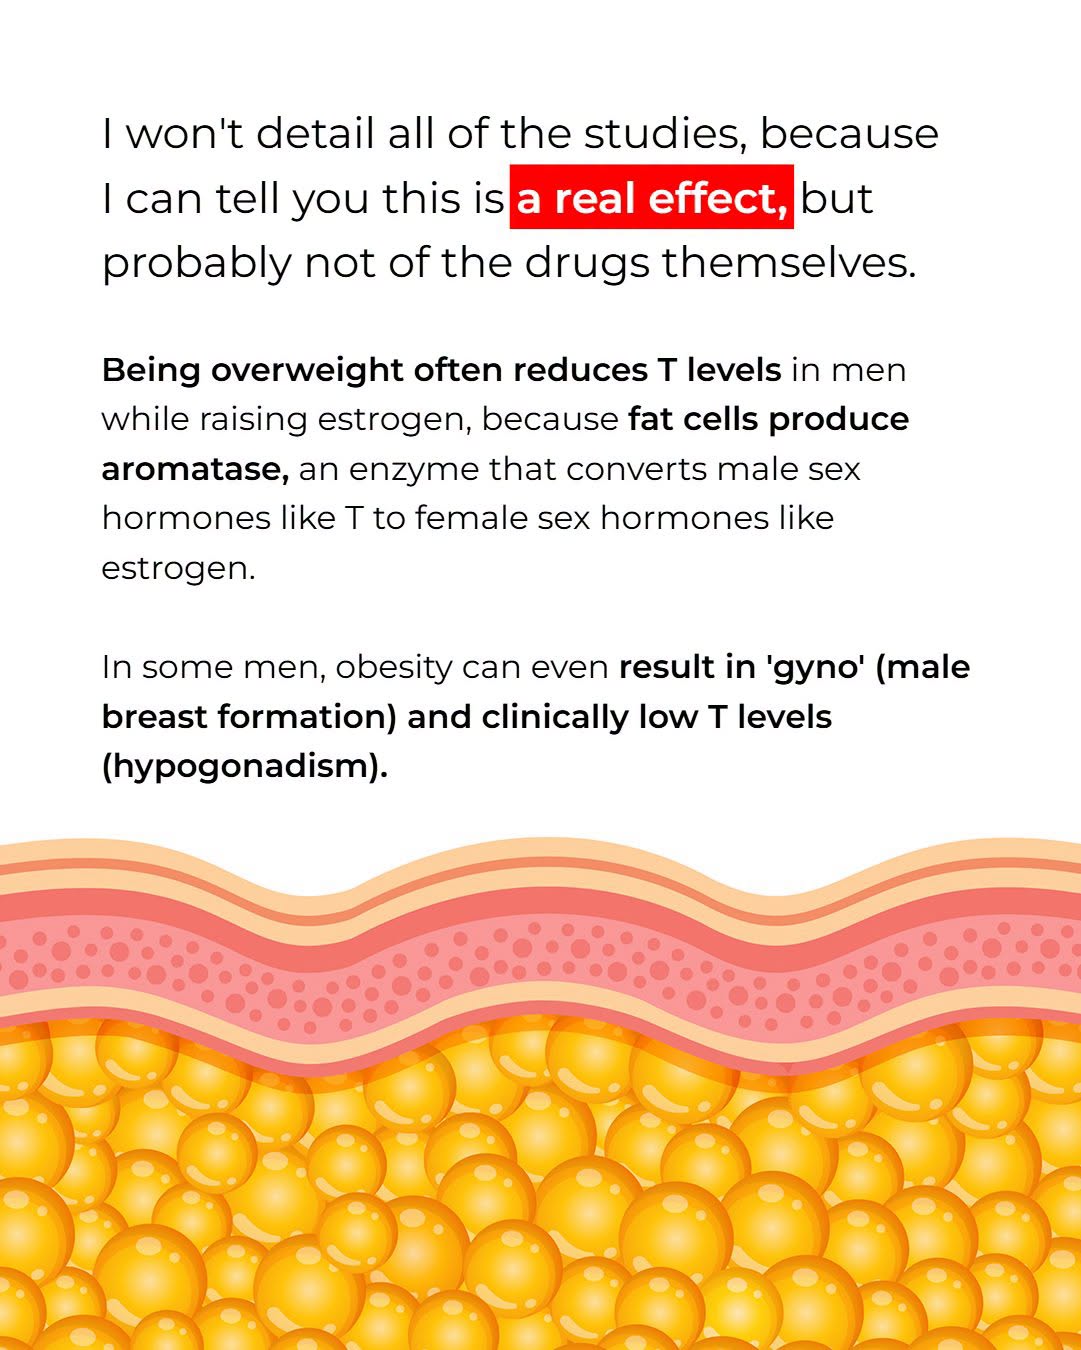 I won't detail all of the studies, because
I can tell you this is a real effect, but
probably not of the drugs themselves.
Being overweight often reduces T levels in men
while raising estrogen, because fat cells produce
aromatase, an enzyme that converts male sex
hormones like T to female sex hormones like
estrogen.
In some men, obesity can even result in 'gyno' (male
breast formation) and clinically low T levels
(hypogonadism).